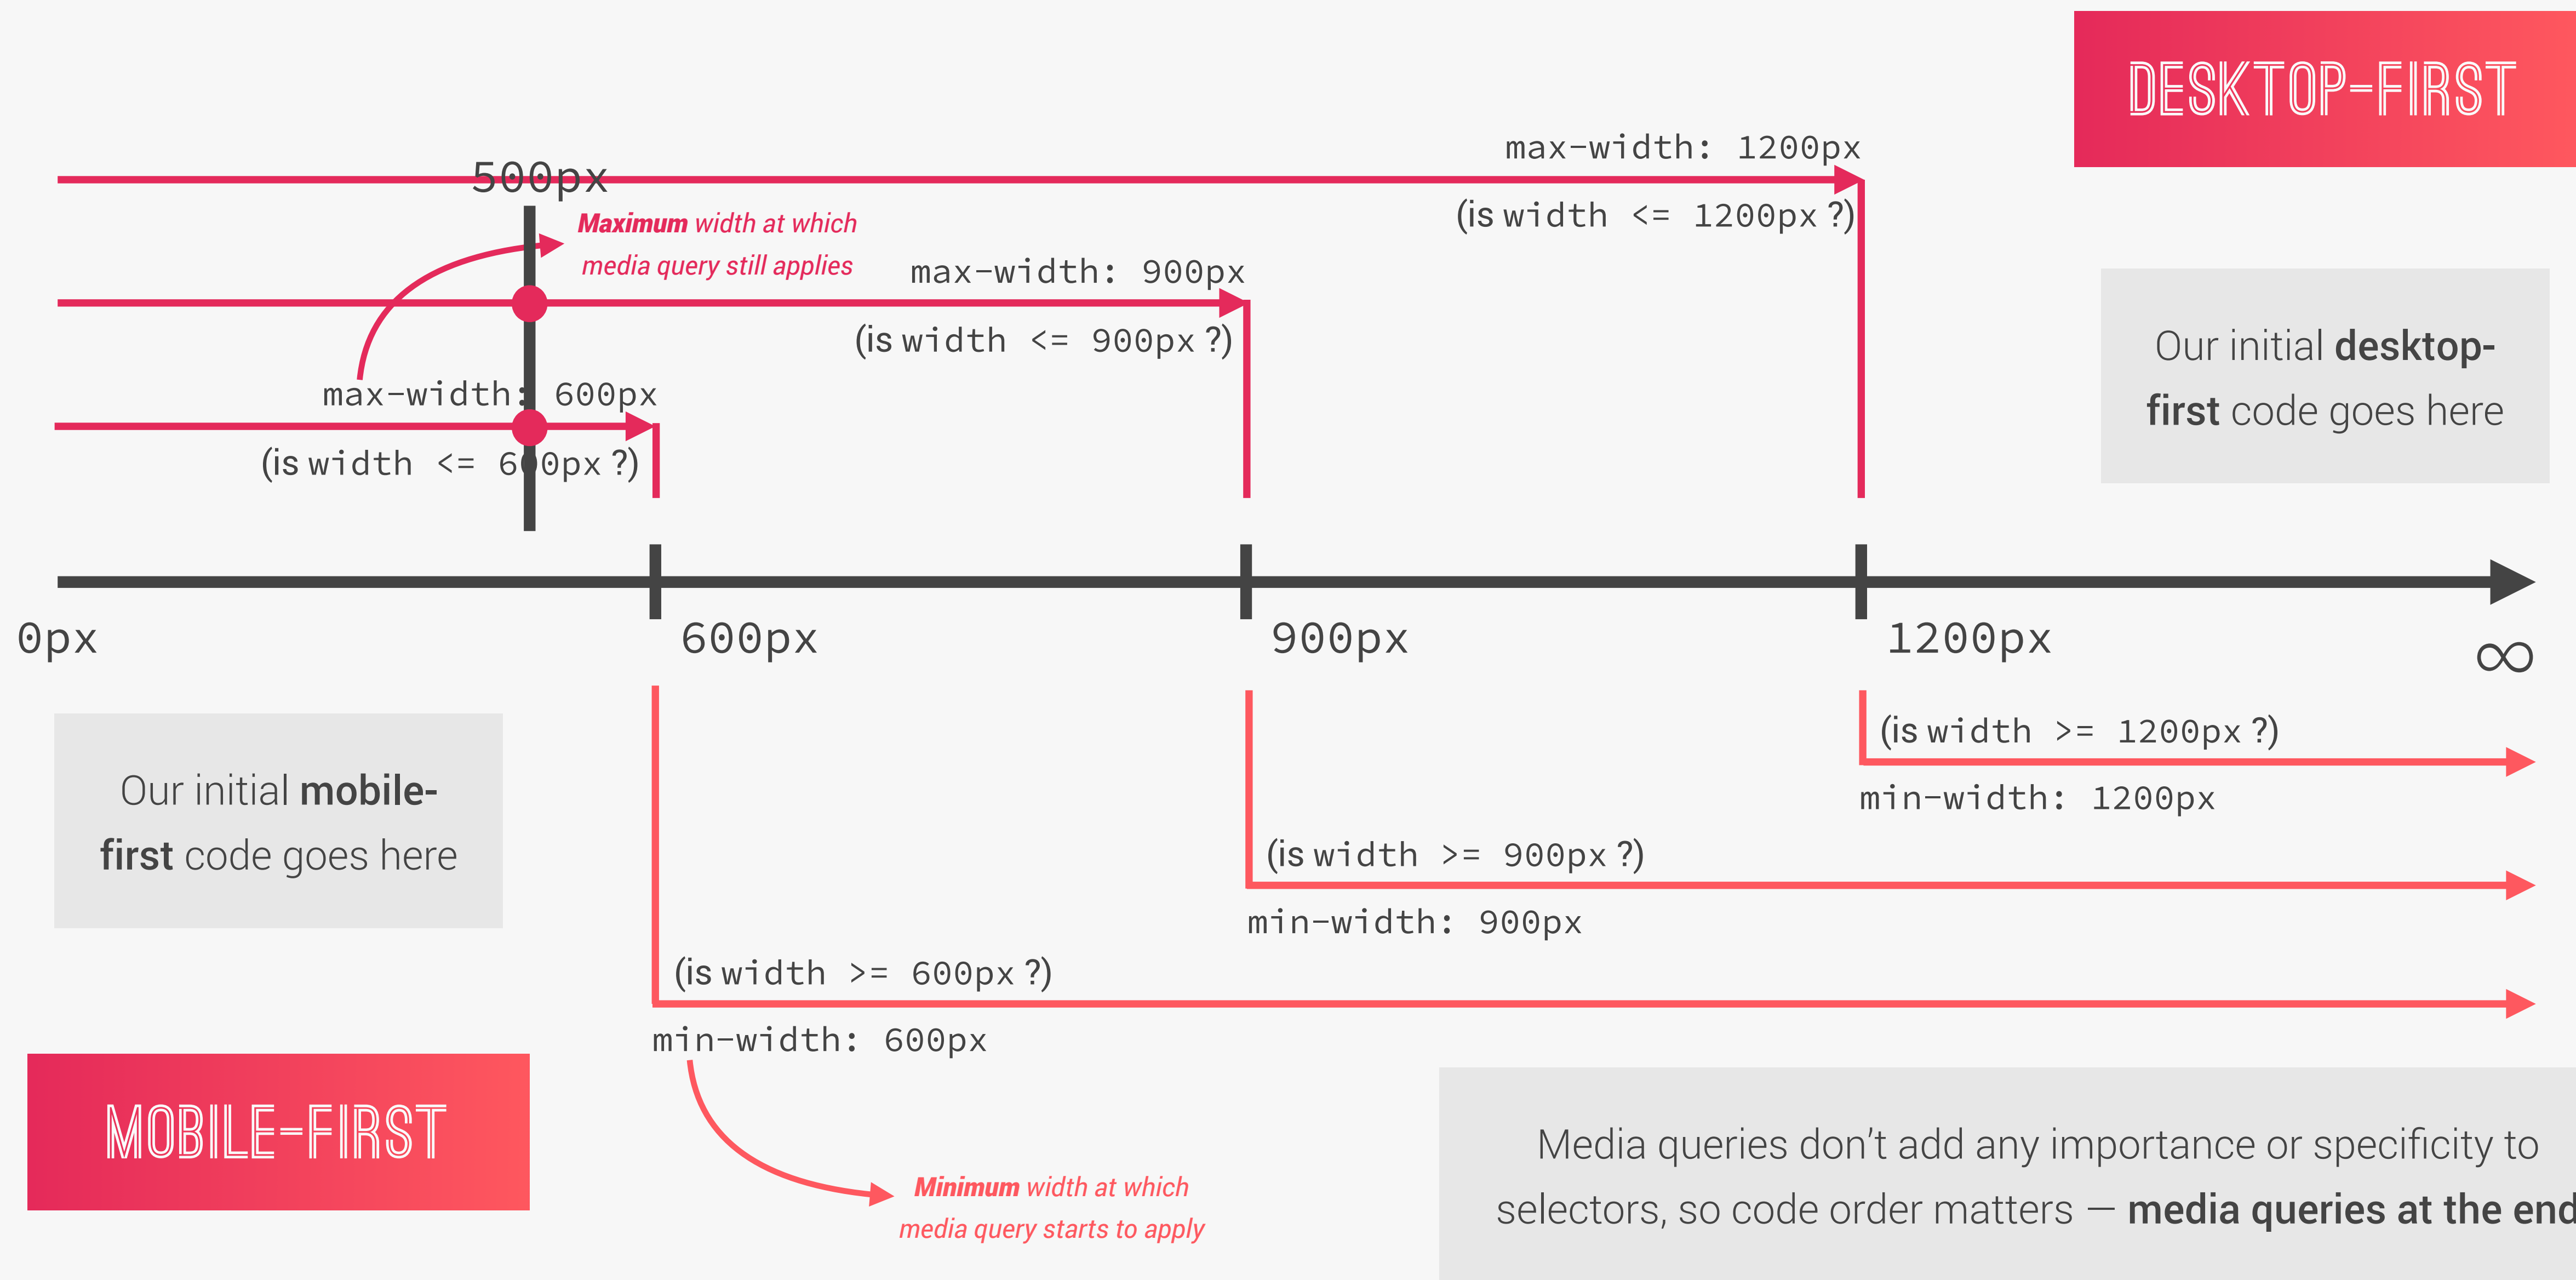 DESKTOP-FIRST
max-width: 1200px
500px
(is width <= 1200px ?)
Maximum width at which
media query still applies
max-width: 900px
(is width <= 900px ?)
Our initial desktop-
first code goes here
max-width: 600px
(is width <= 600px ?)
0px
600px
900px
1200px
∞
(is width >= 1200px ?)
min-width: 1200px
Our initial mobile-
first code goes here
(is width >= 900px ?)
min-width: 900px
(is width >= 600px ?)
min-width: 600px
MOBILE-FIRST
Minimum width at which
media query starts to apply
Media queries don’t add any importance or specificity to
selectors, so code order matters — media queries at the end